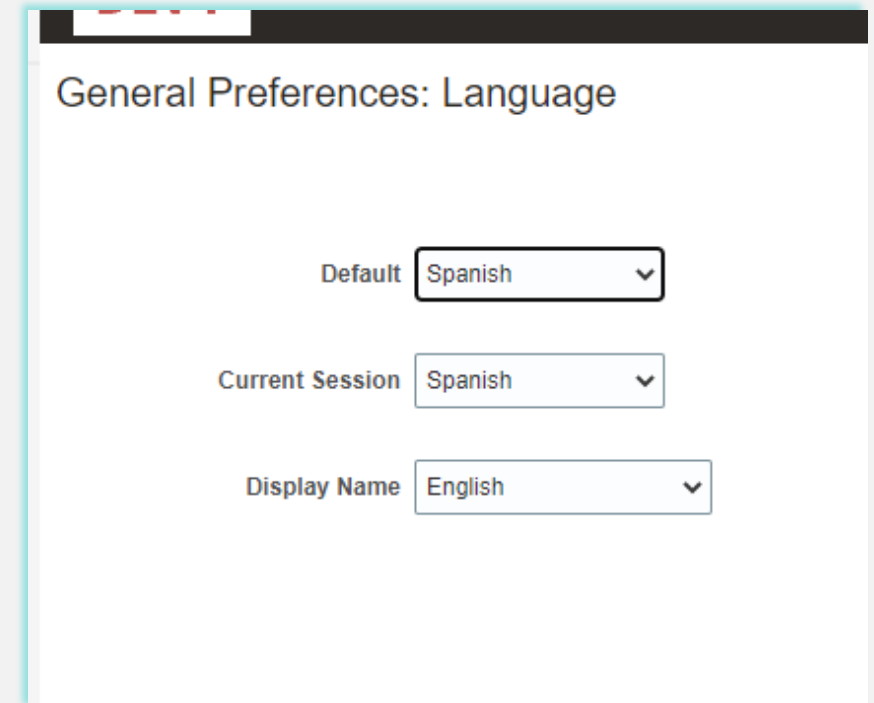 General Preferences: Language
Default Spanish
Current Session Spanish
Display Name English